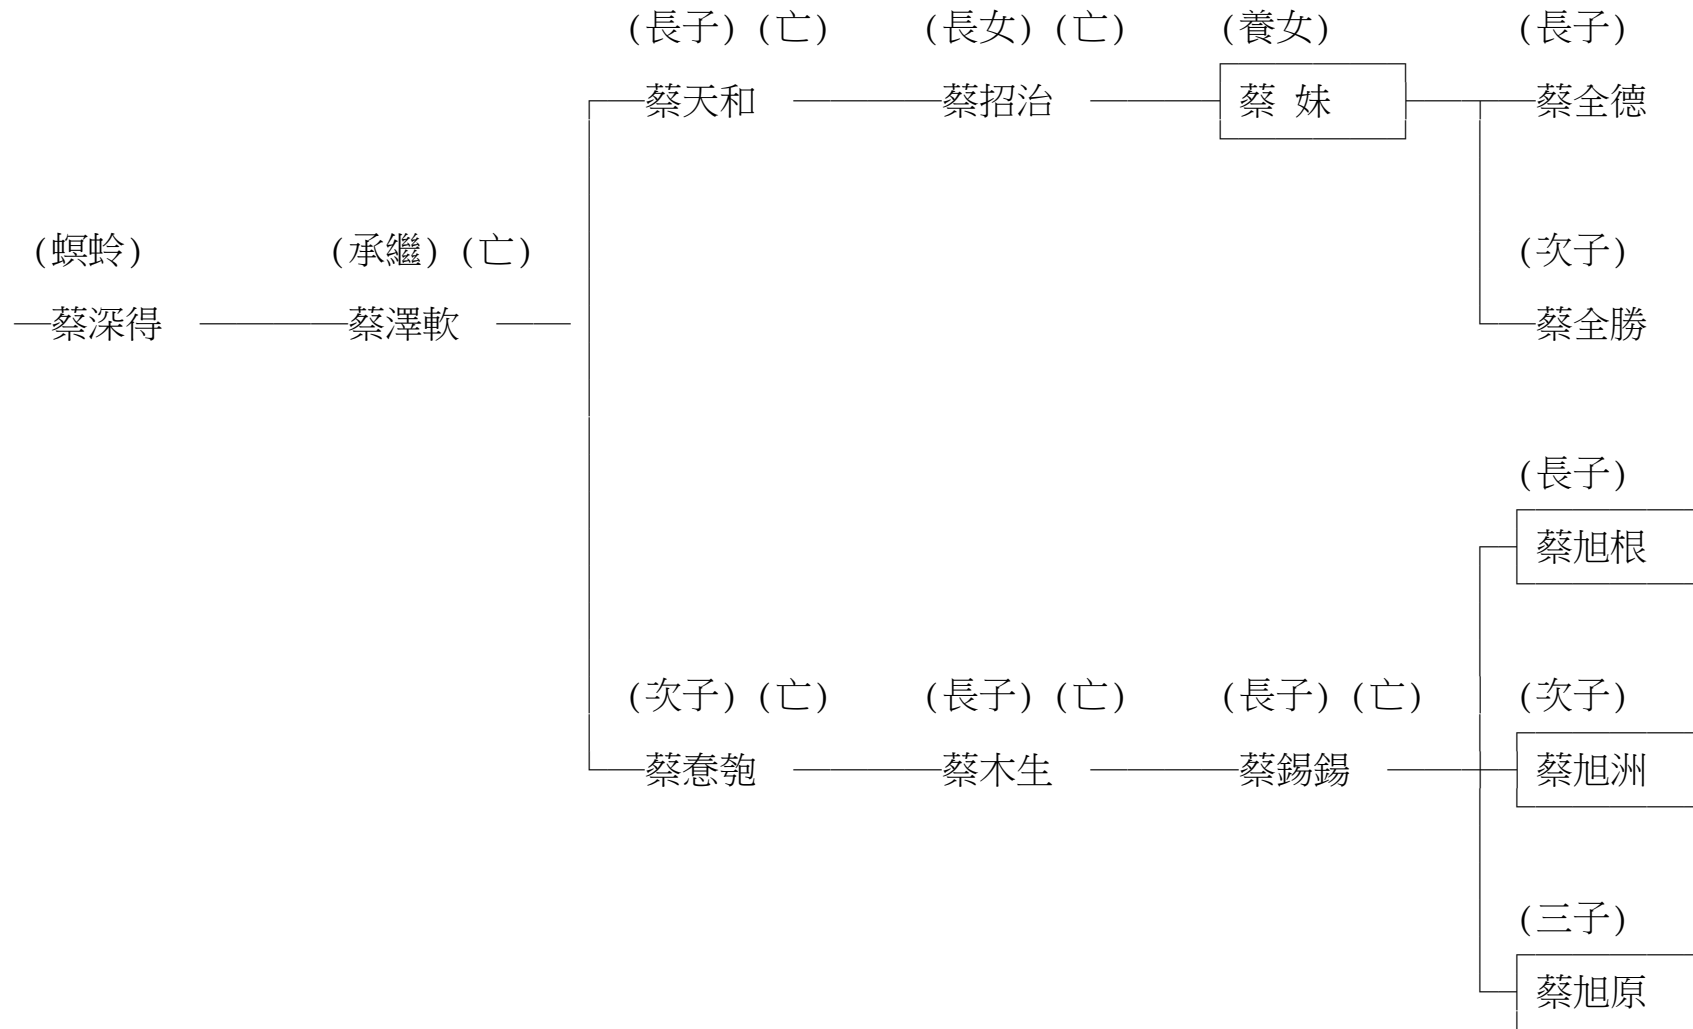 (長子)(亡) (長女)(亡) (養女) (長子)
蔡天和 蔡招治 蔡 妹 蔡全德
(螟蛉) (承繼)(亡) (次子)
蔡深得 蔡澤軟 蔡全勝
(長子)
蔡旭根
(次子)(亡) (長子)(亡) (長子)(亡) (次子)
蔡惷匏 蔡木生 蔡錫鍚 蔡旭洲
(三子)
蔡旭原